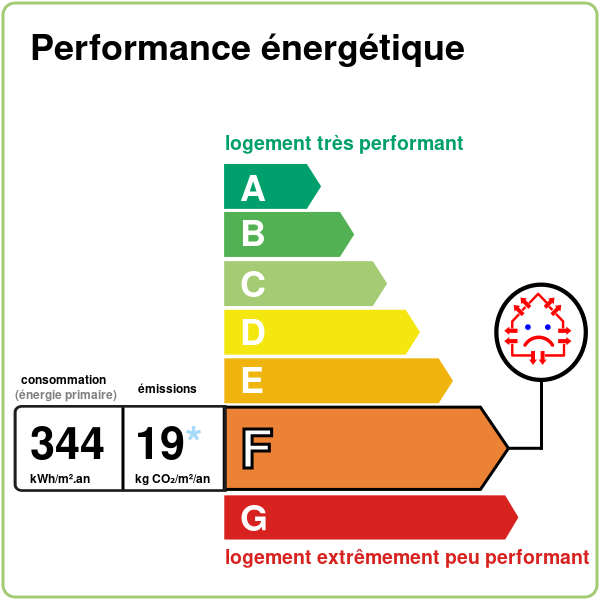 Performance énergétique
logement très performant
A
B
C
D
E
consommation
(énergie primaire)
émissions
344
19*
kWh/m².an
kg CO₂/m²/an
F
G
logement extrêmement peu performant